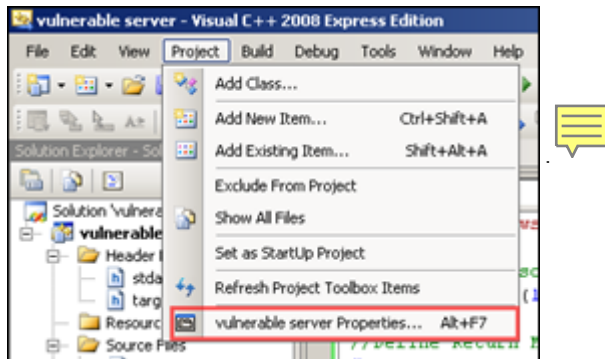 vulnerable server - Visual C++ 2008 Express Edition
File Edit View Project Build Debug Tools Window Help
Add Class...
Add New Item... Ctrl+Shift+A
Add Existing Item... Shift+Alt+A
Solution Explorer - Sol
Exclude From Project
Solution 'vulnera
Show All Files
vulnerable
Set as StartUp Project
Header
stda
Refresh Project Toolbox Items
targ
Resourc
vulnerable server Properties... Alt+F7
Source Files
//Define Return M